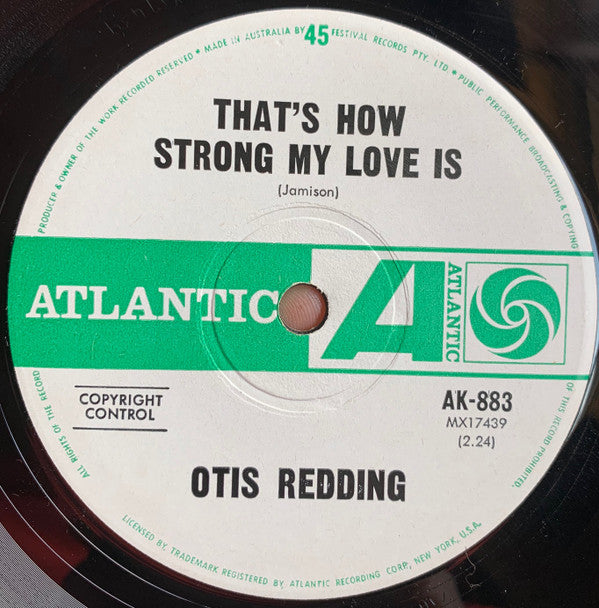 PRODUCER & OWNER OF THE WORK RECORDED RESERVED • MADE IN AUSTRALIA BY 45 FESTIVAL RECORDS PTY. LTD. • PUBLIC PERFORMANCE BROADCASTING & COPYING
THAT'S HOW
STRONG MY LOVE IS
(Jamison)
ATLANTIC
A
ATLANTIC
COPYRIGHT
CONTROL
AK-883
MX17439
(2.24)
OTIS REDDING
ALL RIGHTS OF THE RECORD
OF THIS RECORD PROHIBITED.
LICENSED BY TRADEMARK REGISTERED BY ATLANTIC RECORDING CORP, NEW YORK, U.S.A.